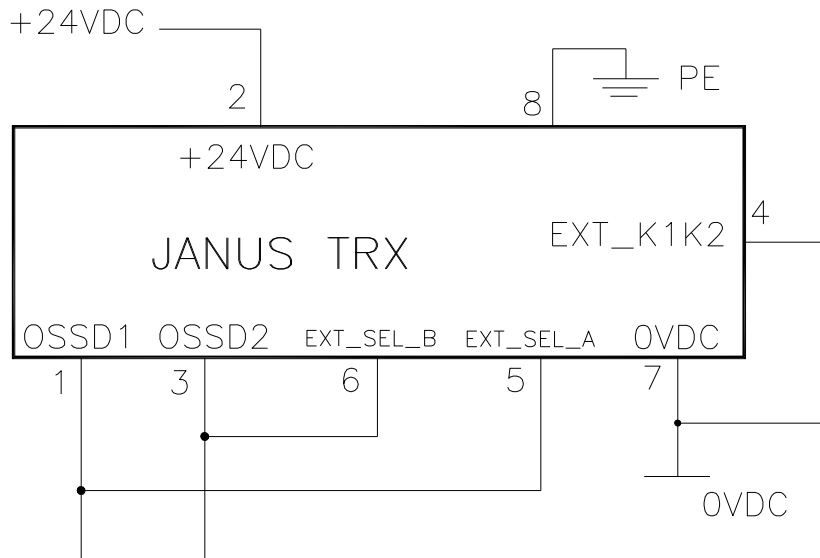 +24VDC
PE
2
8
+24VDC
4
EXT_K1K2
JANUS TRX
OSSD1 OSSD2 EXT_SEL_B EXT_SEL_A 0VDC
1 3 6 5 7
0VDC